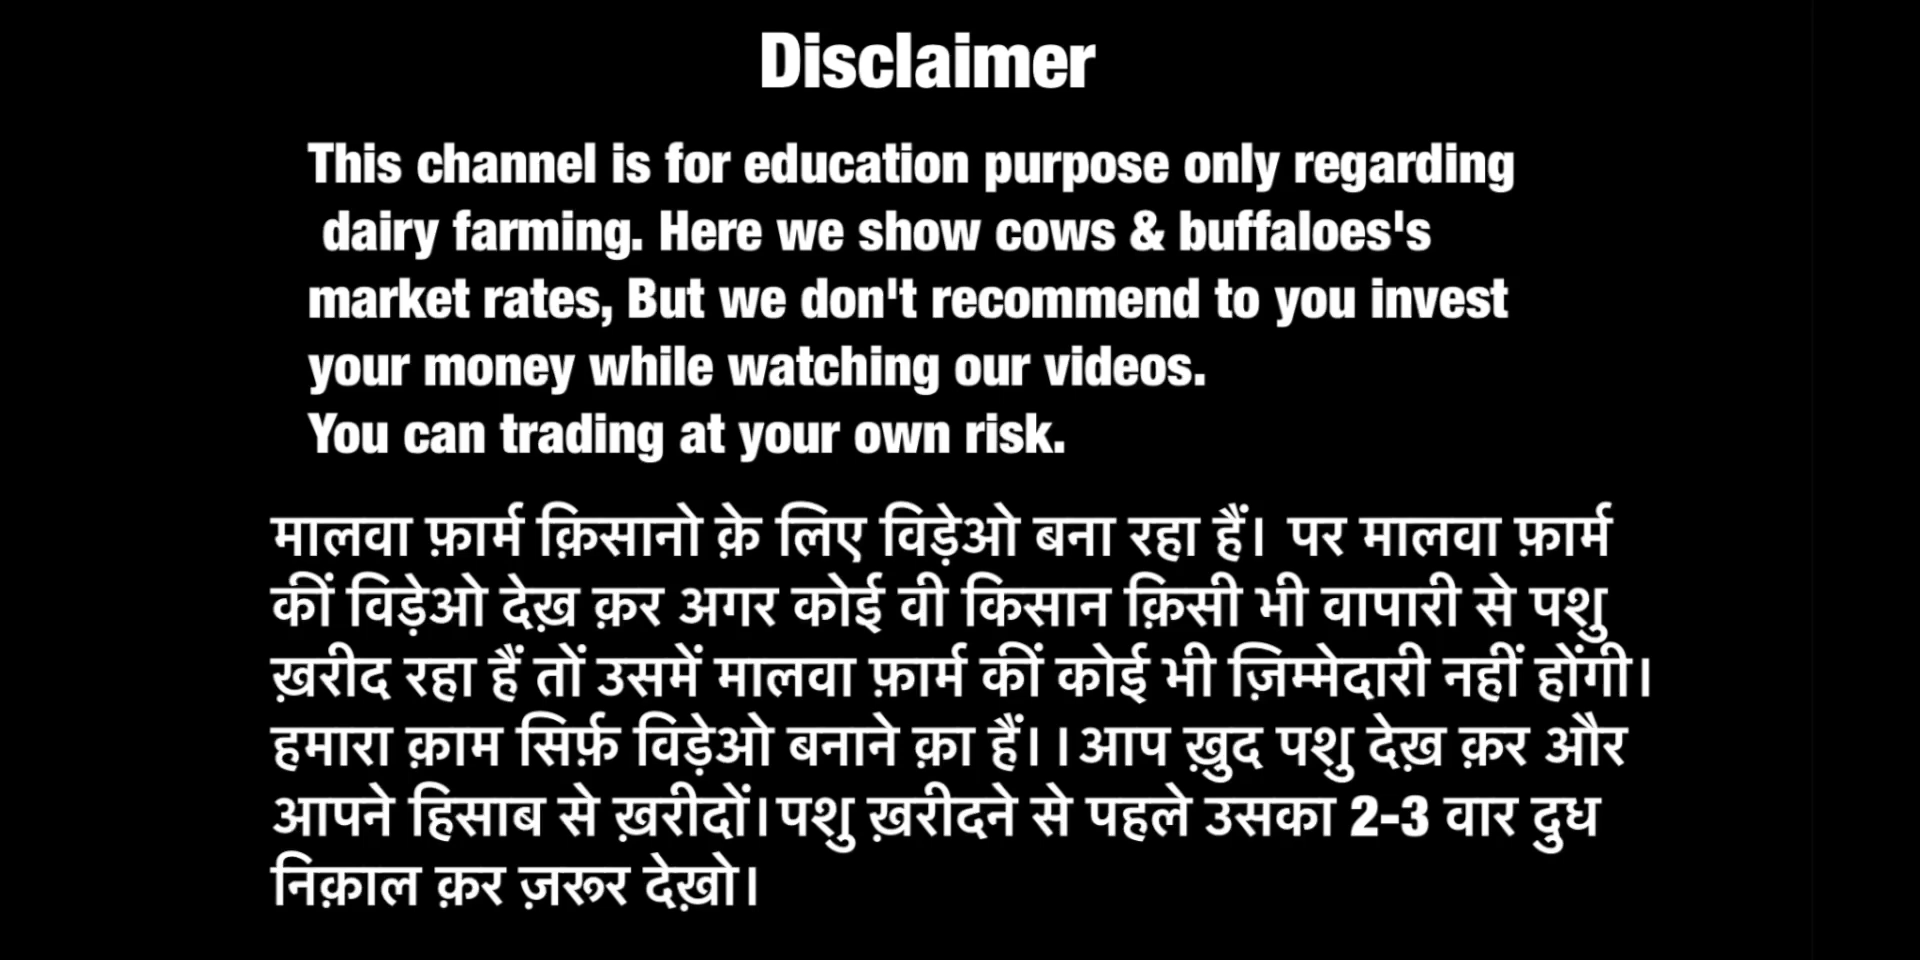 Disclaimer
This channel is for education purpose only regarding
dairy farming. Here we show cows & buffaloes's
market rates, But we don't recommend to you invest
your money while watching our videos.
You can trading at your own risk.
मालवा फ़ार्म क़िसानो क़े लिए विड़ेओ बना रहा हैं। पर मालवा फ़ार्म
कीं विड़ेओ देख़ क़र अगर कोई वी किसान क़िसी भी वापारी से पशु
ख़रीद रहा हैं तों उसमें मालवा फ़ार्म कीं कोई भी ज़िम्मेदारी नहीं होंगी।
हमारा क़ाम सिर्फ़ विड़ेओ बनाने क़ा हैं। ।आप ख़ुद पशु देख़ क़र और
आपने हिसाब से ख़रीदों। पशु ख़रीदने से पहले उसका 2-3 वार दुध
निक़ाल क़र ज़रूर देख़ो।